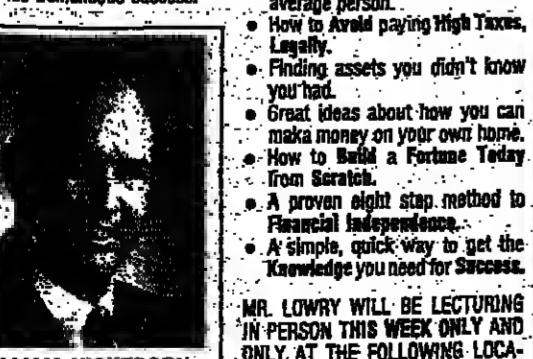 average person.
• How to Avoid paying High Taxes,
Legally.
• Finding assets you didn't know
you had.
• Great ideas about how you can
maka money on your own home.
• How to Build a Fortune Today
from Scratch.
• A proven eight step method to
Financial Independence.
• A simple, quick way to get the
Knowledge you need for Success.
MR. LOWRY WILL BE LECTURING
IN PERSON THIS WEEK ONLY AND
ONLY AT THE FOLLOWING LOCA-